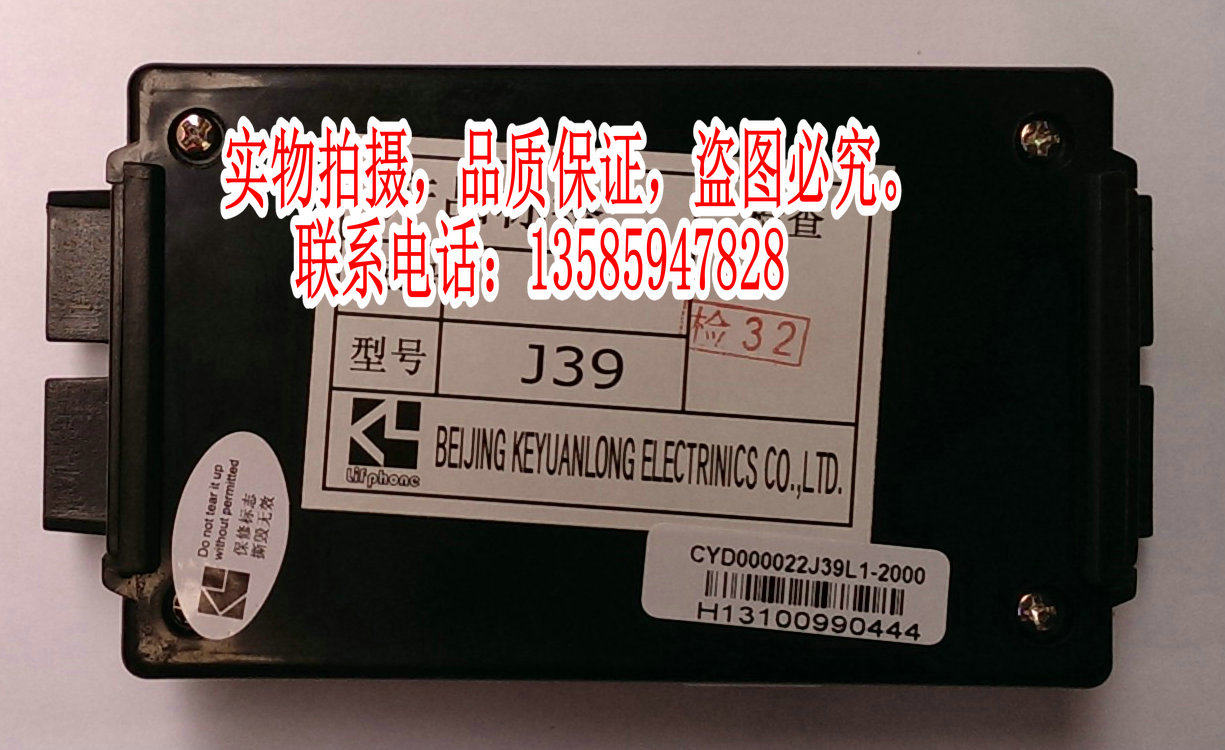 实物拍摄，品质保证，盗图必究。
联系电话：13585947828
检32
型号
J39
Lifphone
BEIJING KEYUANLONG ELECTRINICS CO.,LTD.
Do not tear it up
without permitted
保修标志
撕毁无效
CYD000022J39L1-2000
H13100990444